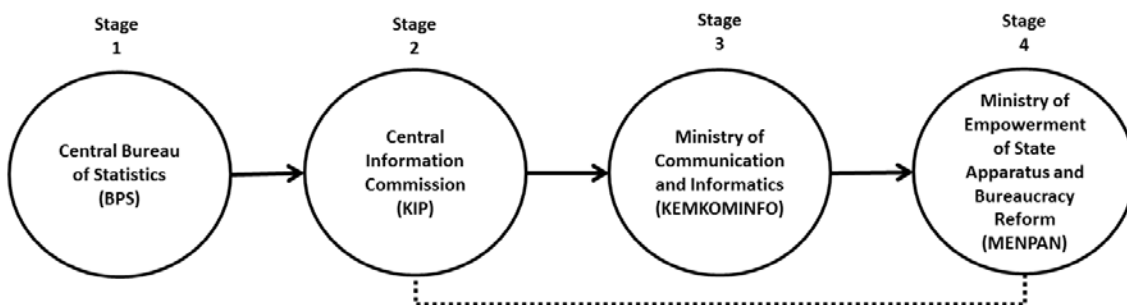 Stage
1
Stage
2
Stage
3
Stage
4
Central Bureau
of Statistics
(BPS)
Central
Information
Commission
(KIP)
Ministry of
Communication
and Informatics
(KEMKOMINFO)
Ministry of
Empowerment
of State
Apparatus and
Bureaucracy
Reform
(MENPAN)